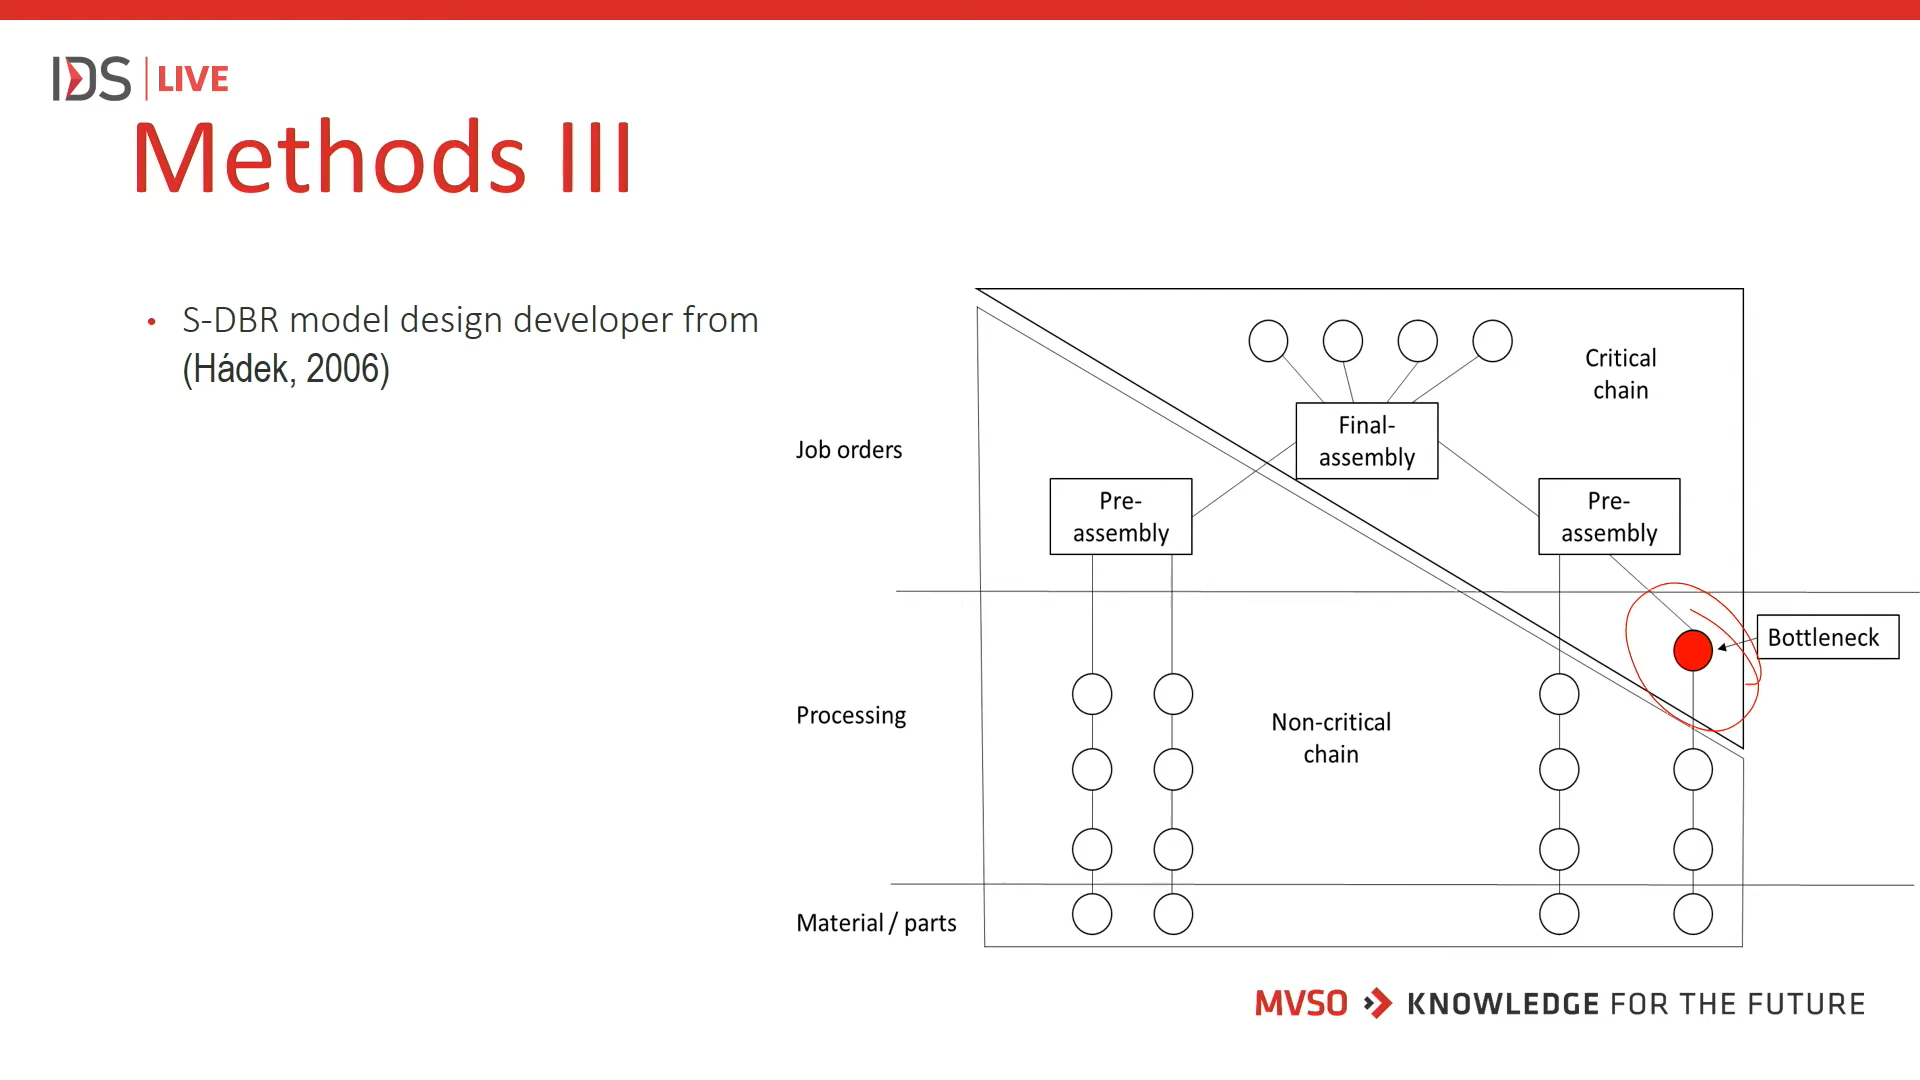 IDS LIVE
Methods III
• S-DBR model design developer from
(Hádek, 2006)
Critical
chain
Final-
assembly
Job orders
Pre-
assembly
Pre-
assembly
Bottleneck
Processing
Non-critical
chain
Material / parts
MVSO KNOWLEDGE FOR THE FUTURE